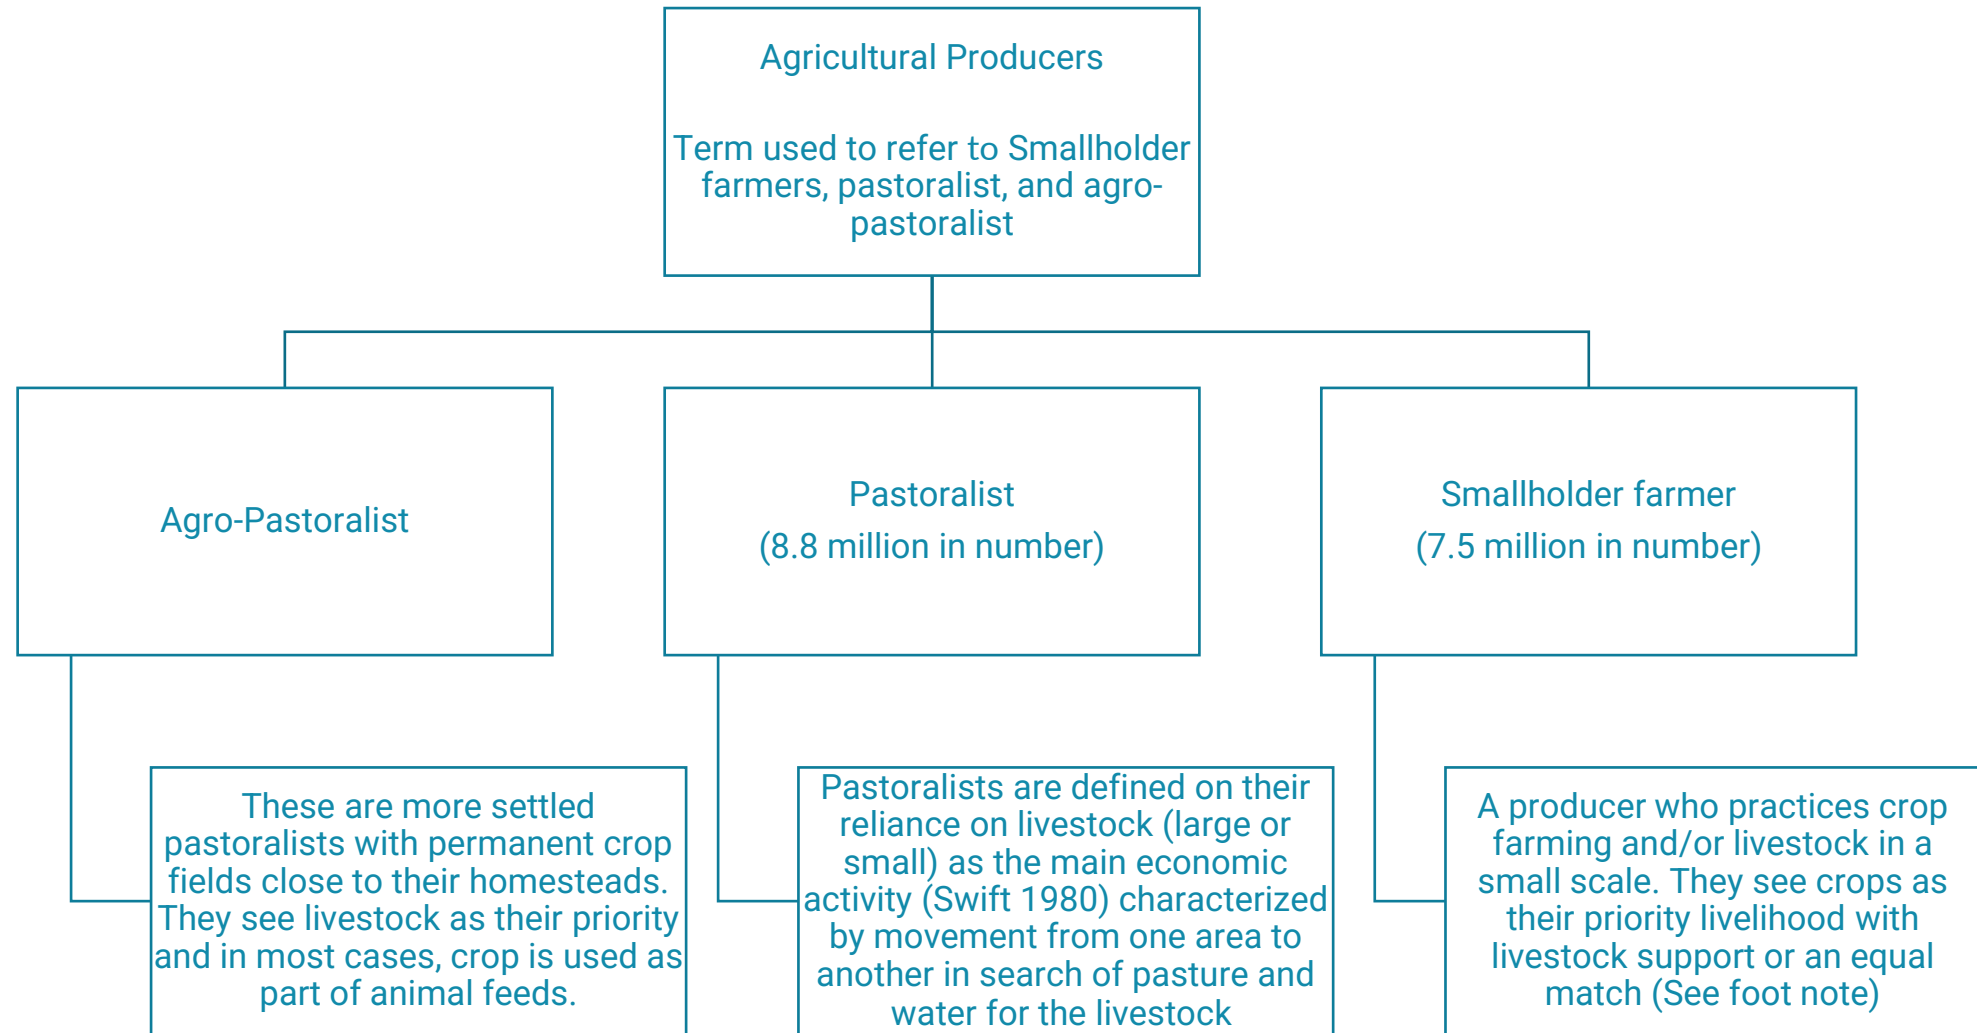 Agricultural Producers
Term used to refer to Smallholder
farmers, pastoralist, and agro-
pastoralist
Agro-Pastoralist
Pastoralist
(8.8 million in number)
Smallholder farmer
(7.5 million in number)
These are more settled
pastoralists with permanent crop
fields close to their homesteads.
They see livestock as their priority
and in most cases, crop is used as
part of animal feeds.
Pastoralists are defined on their
reliance on livestock (large or
small) as the main economic
activity (Swift 1980) characterized
by movement from one area to
another in search of pasture and
water for the livestock
A producer who practices crop
farming and/or livestock in a
small scale. They see crops as
their priority livelihood with
livestock support or an equal
match (See foot note)